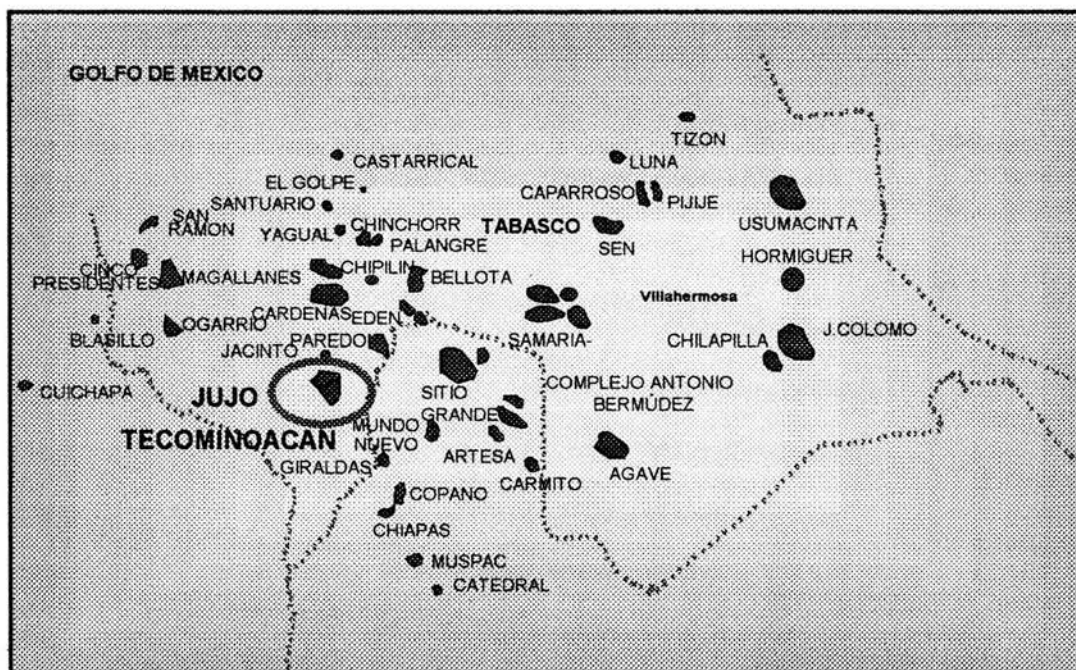 GOLFO DE MEXICO
TIZON
CASTARRICAL
LUNA
EL GOLPE
CAPARROSO
PIJIJE
SANTUARIO
SAN
RAMON
YAGUAL
CHINCHORR
PALANGRE
TABASCO
SEN
USUMACINTA
HORMIGUER
CINCO
PRESIDENTES
MAGALLANES
CHIPILIN
BELLOTA
Villahermosa
CARDENAS
EDEN
BLASILLO
OGARRIO
SAMARIA-
J.COLOMO
CHILAPILLA
JACINTO
PAREDO
CUICHAPA
JUJO
TECOMINOACAN
SITIO
GRANDE
COMPLEJO ANTONIO
BERMÚDEZ
MUNDO
NUEVO
GIRALDAS
ARTESA
CARMITO
AGAVE
COPANO
CHIAPAS
MUSPAC
CATEDRAL